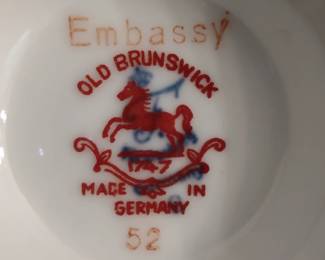 Embassy
OLD BRUNSWICK
1747
MADE IN
GERMANY
52